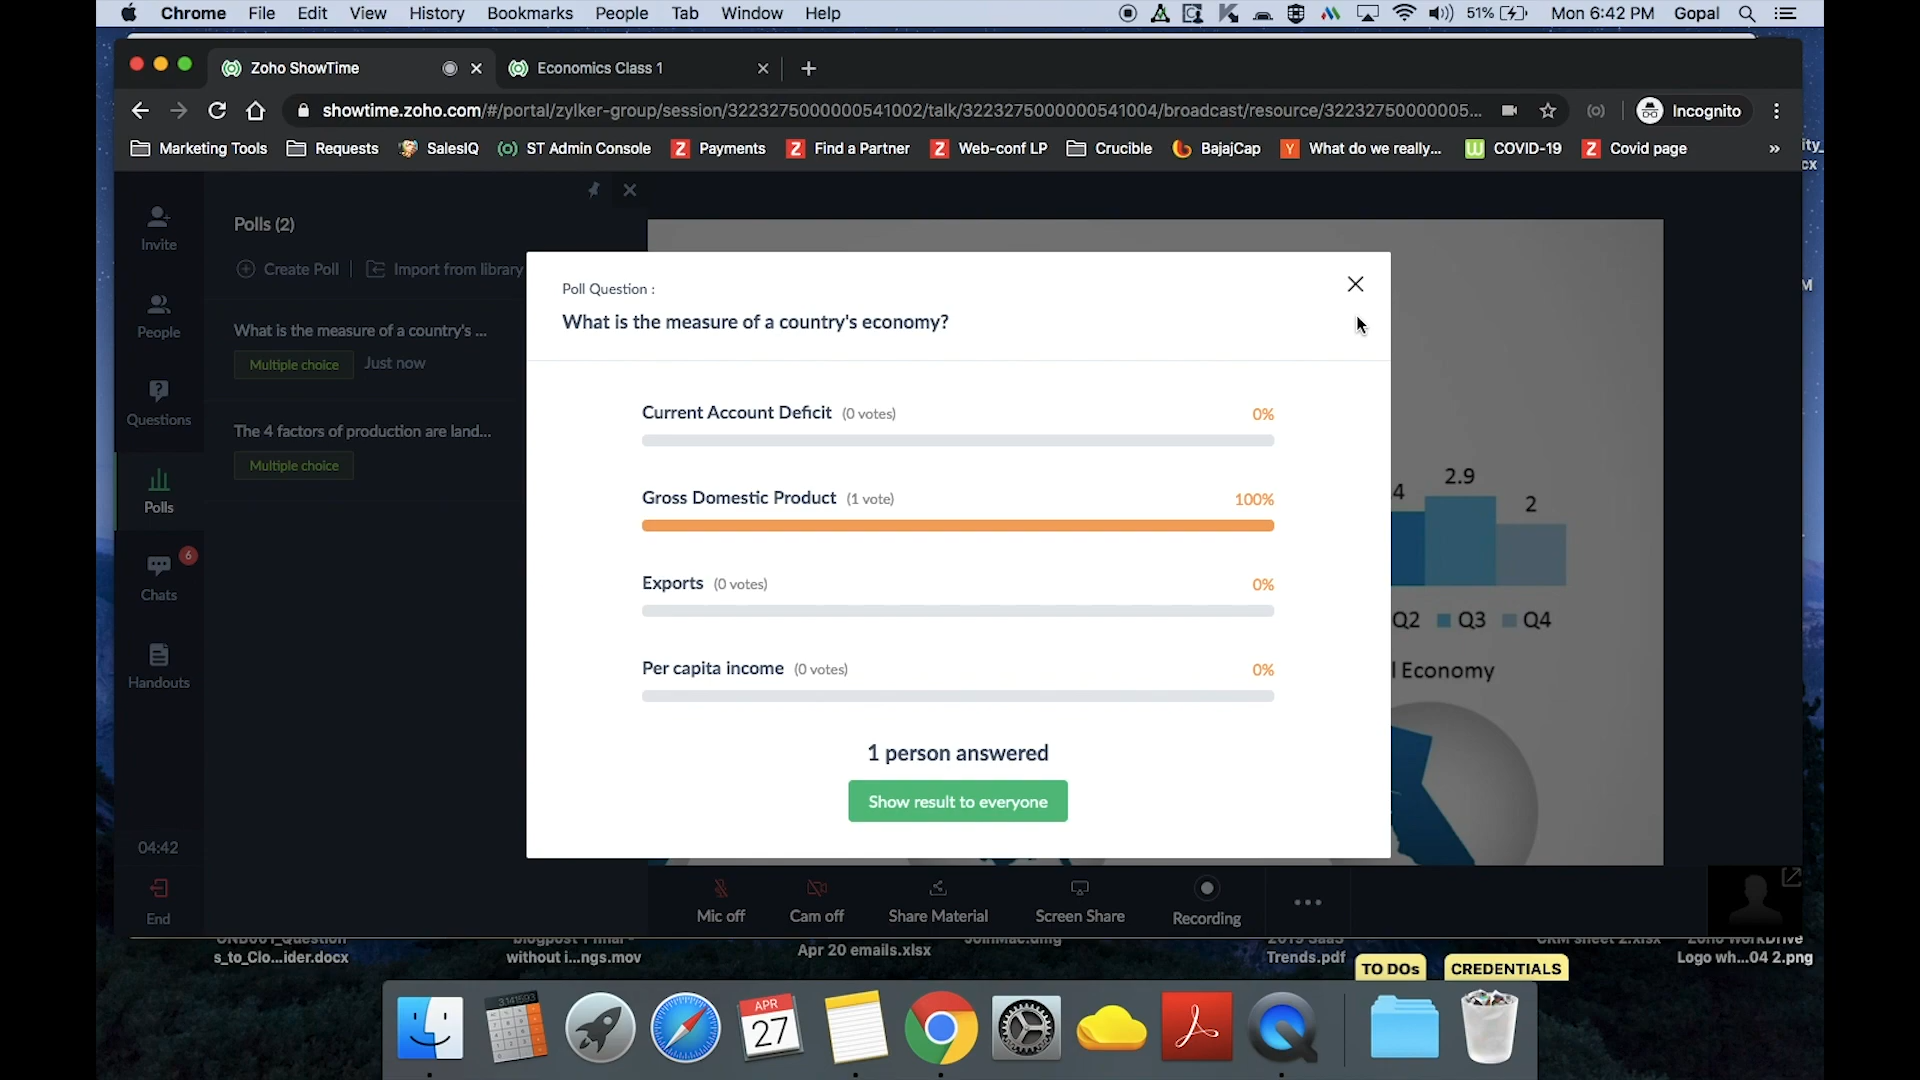 Chrome File Edit View History Bookmarks People Tab Window Help 51% Mon 6:42 PM Gopal
Zoho ShowTime Economics Class 1
showtime.zoho.com/#/portal/zylker-group/session/3223275000000541002/talk/3223275000000541004/broadcast/resource/32232750000005... Incognito
Marketing Tools Requests SalesIQ ST Admin Console Payments Find a Partner Web-conf LP Crucible BajajCap What do we really... COVID-19 Covid page »
Invite
People
Questions
Polls
6
Chats
Handouts
04:42
End
Polls (2)
Create Poll Import from library
What is the measure of a country's ...
Multiple choice Just now
The 4 factors of production are land...
Multiple choice
Poll Question :
What is the measure of a country's economy?
Current Account Deficit (0 votes) 0%
Gross Domestic Product (1 vote) 100%
Exports (0 votes) 0%
Per capita income (0 votes) 0%
1 person answered
Show result to everyone
4 2.9 2
Q2 Q3 Q4
l Economy
Mic off Cam off Share Material Screen Share Recording
s_to_Clo...ider.docx
without i...ngs.mov
Apr 20 emails.xlsx
Trends.pdf
Logo wh...04 2.png
TO DOs CREDENTIALS
3.141593
APR
27